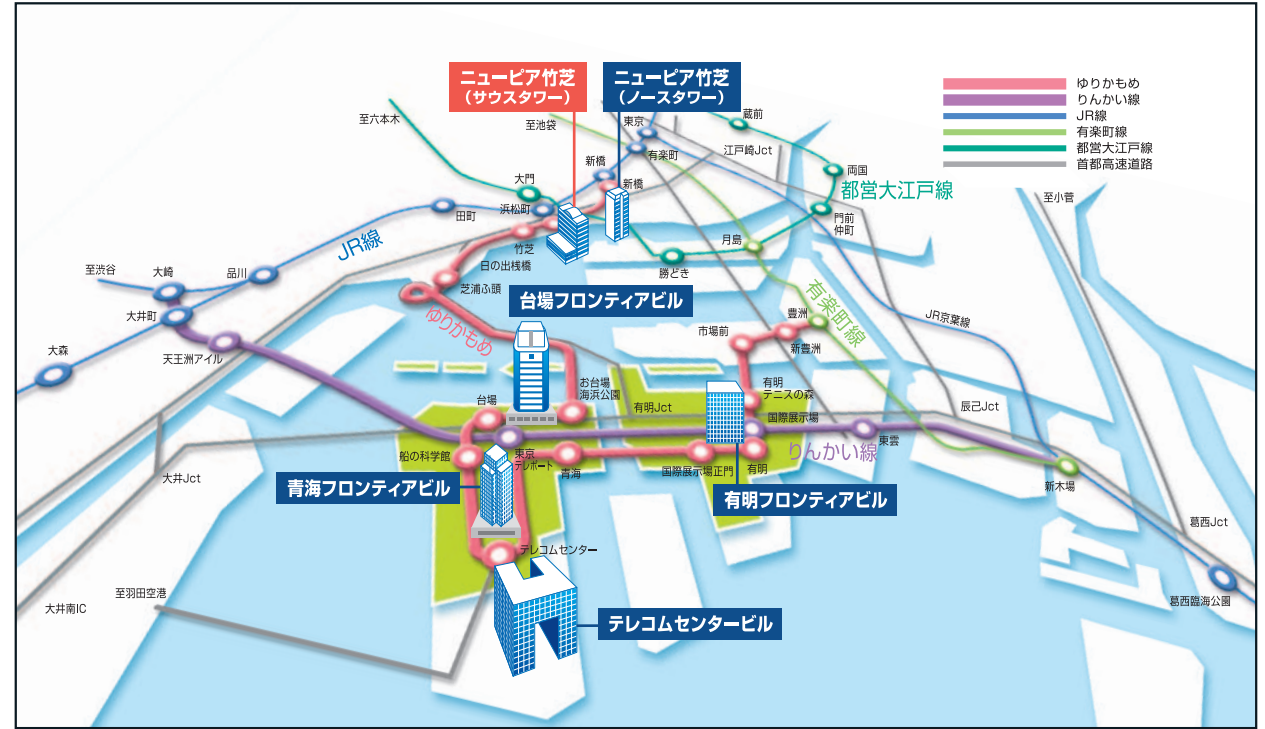 ニューピア竹芝
（サウスタワー）
ニューピア竹芝
（ノースタワー）
ゆりかもめ
りんかい線
JR線
有楽町線
都営大江戸線
首都高速道路
至六本木
至池袋
東京
蔵前
有楽町
江戸崎Jct
新橋
新橋
両国
都営大江戸線
大門
浜松町
田町
門前
仲町
至小菅
竹芝
月島
JR線
日の出桟橋
勝どき
至渋谷
大崎
品川
芝浦ふ頭
台場フロンティアビル
有楽町線
大井町
ゆりかもめ
豊洲
JR京葉線
市場前
新豊洲
大森
天王洲アイル
お台場
海浜公園
有明
テニスの森
台場
有明Jct
国際展示場
辰己Jct
船の科学館
東京
テレポート
青海
国際展示場正門
有明
りんかい線
東雲
大井Jct
青海フロンティアビル
有明フロンティアビル
新木場
葛西Jct
テレコムセンター
至羽田空港
大井南IC
葛西臨海公園
テレコムセンタービル